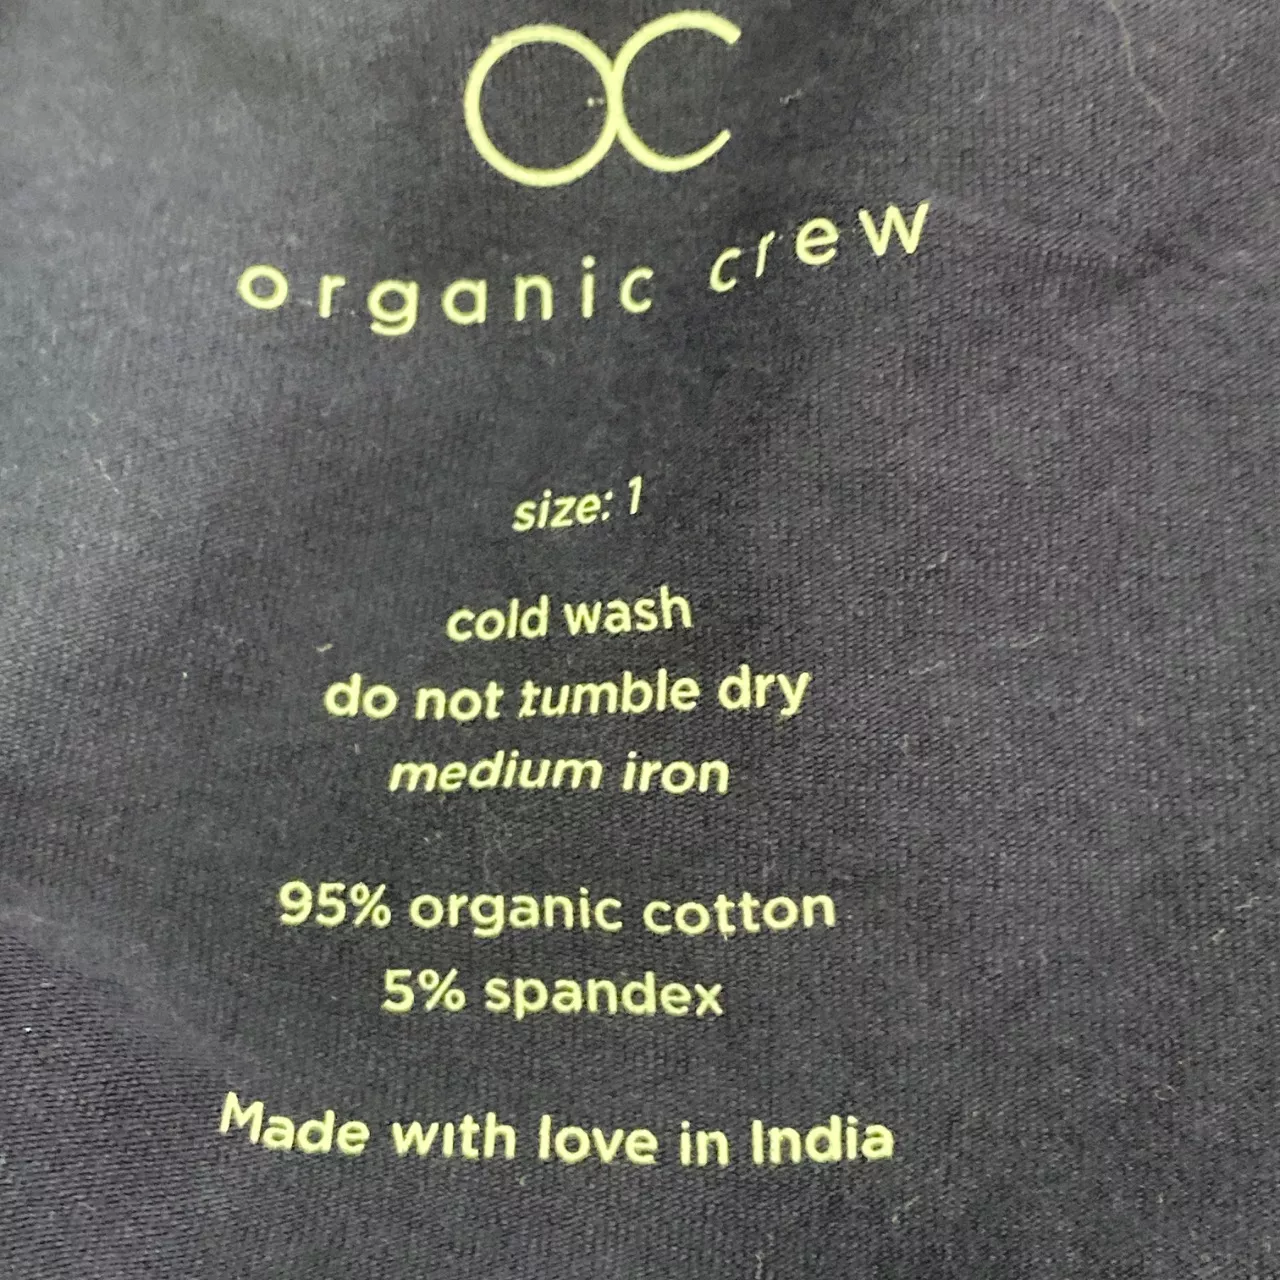 OC
organic crew
size: 1
cold wash
do not tumble dry
medium iron
95% organic cotton
5% spandex
Made with love in India